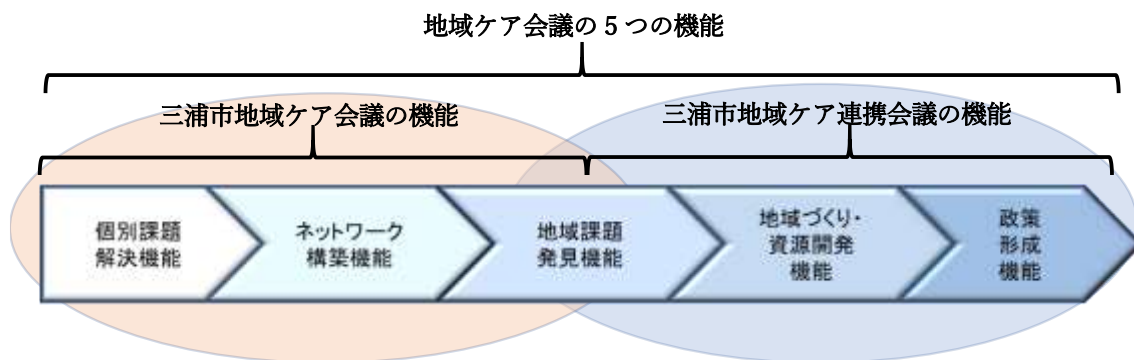 地域ケア会議の5つの機能
三浦市地域ケア会議の機能
三浦市地域ケア連携会議の機能
個別課題
解決機能
ネットワーク
構築機能
地域課題
発見機能
地域づくり・
資源開発
機能
政策
形成
機能